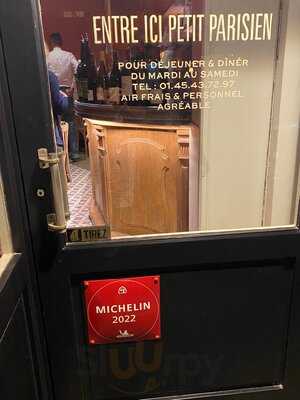 ENTRE ICI PETIT PARISIEN
POUR DÉJEUNER & DÎNER
DU MARDI AU SAMEDI
TEL : 01.45.43.72.97
AIR FRAIS & PERSONNEL
AGRÉABLE
TIREZ
MICHELIN
2022
Sluurpy